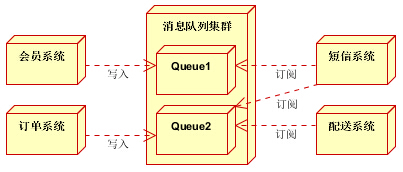 消息队列集群
会员系统
写入
Queue1
订阅
短信系统
订阅
订单系统
写入
Queue2
订阅
配送系统